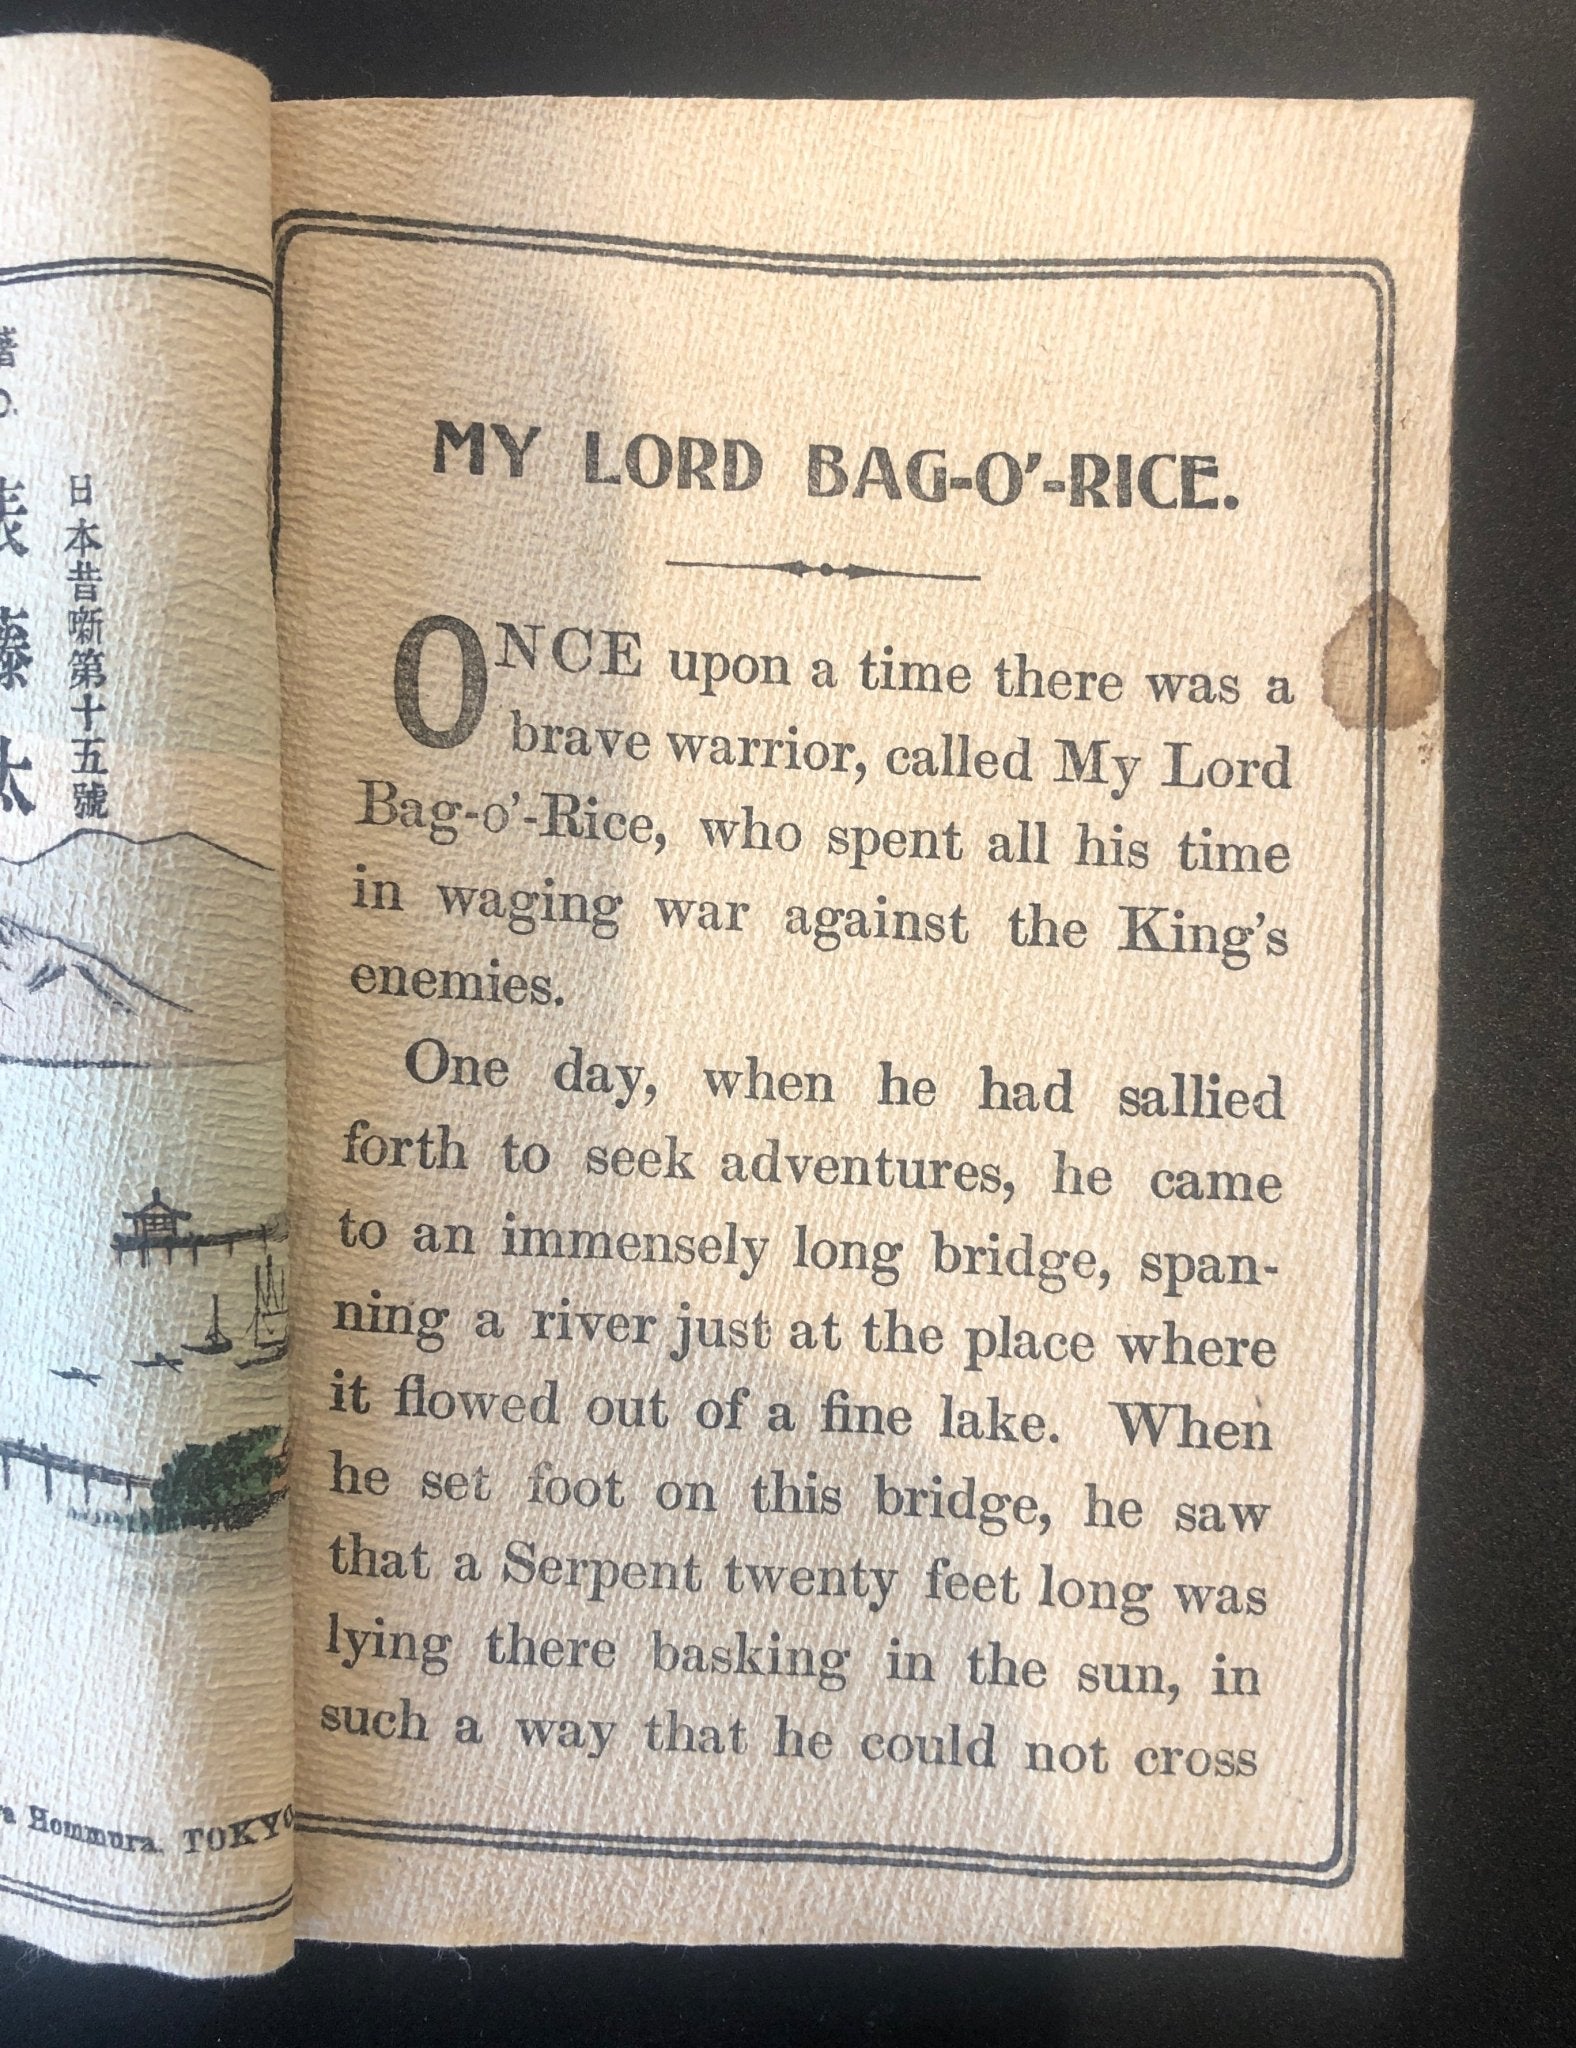 日本昔噺第十五號
俵藤太
Hommura. TOKYO
MY LORD BAG-O'-RICE.
ONCE upon a time there was a
brave warrior, called My Lord
Bag-o'-Rice, who spent all his time
in waging war against the King's
enemies.
One day, when he had sallied
forth to seek adventures, he came
to an immensely long bridge, span-
ning a river just at the place where
it flowed out of a fine lake. When
he set foot on this bridge, he saw
that a Serpent twenty feet long was
lying there basking in the sun, in
such a way that he could not cross